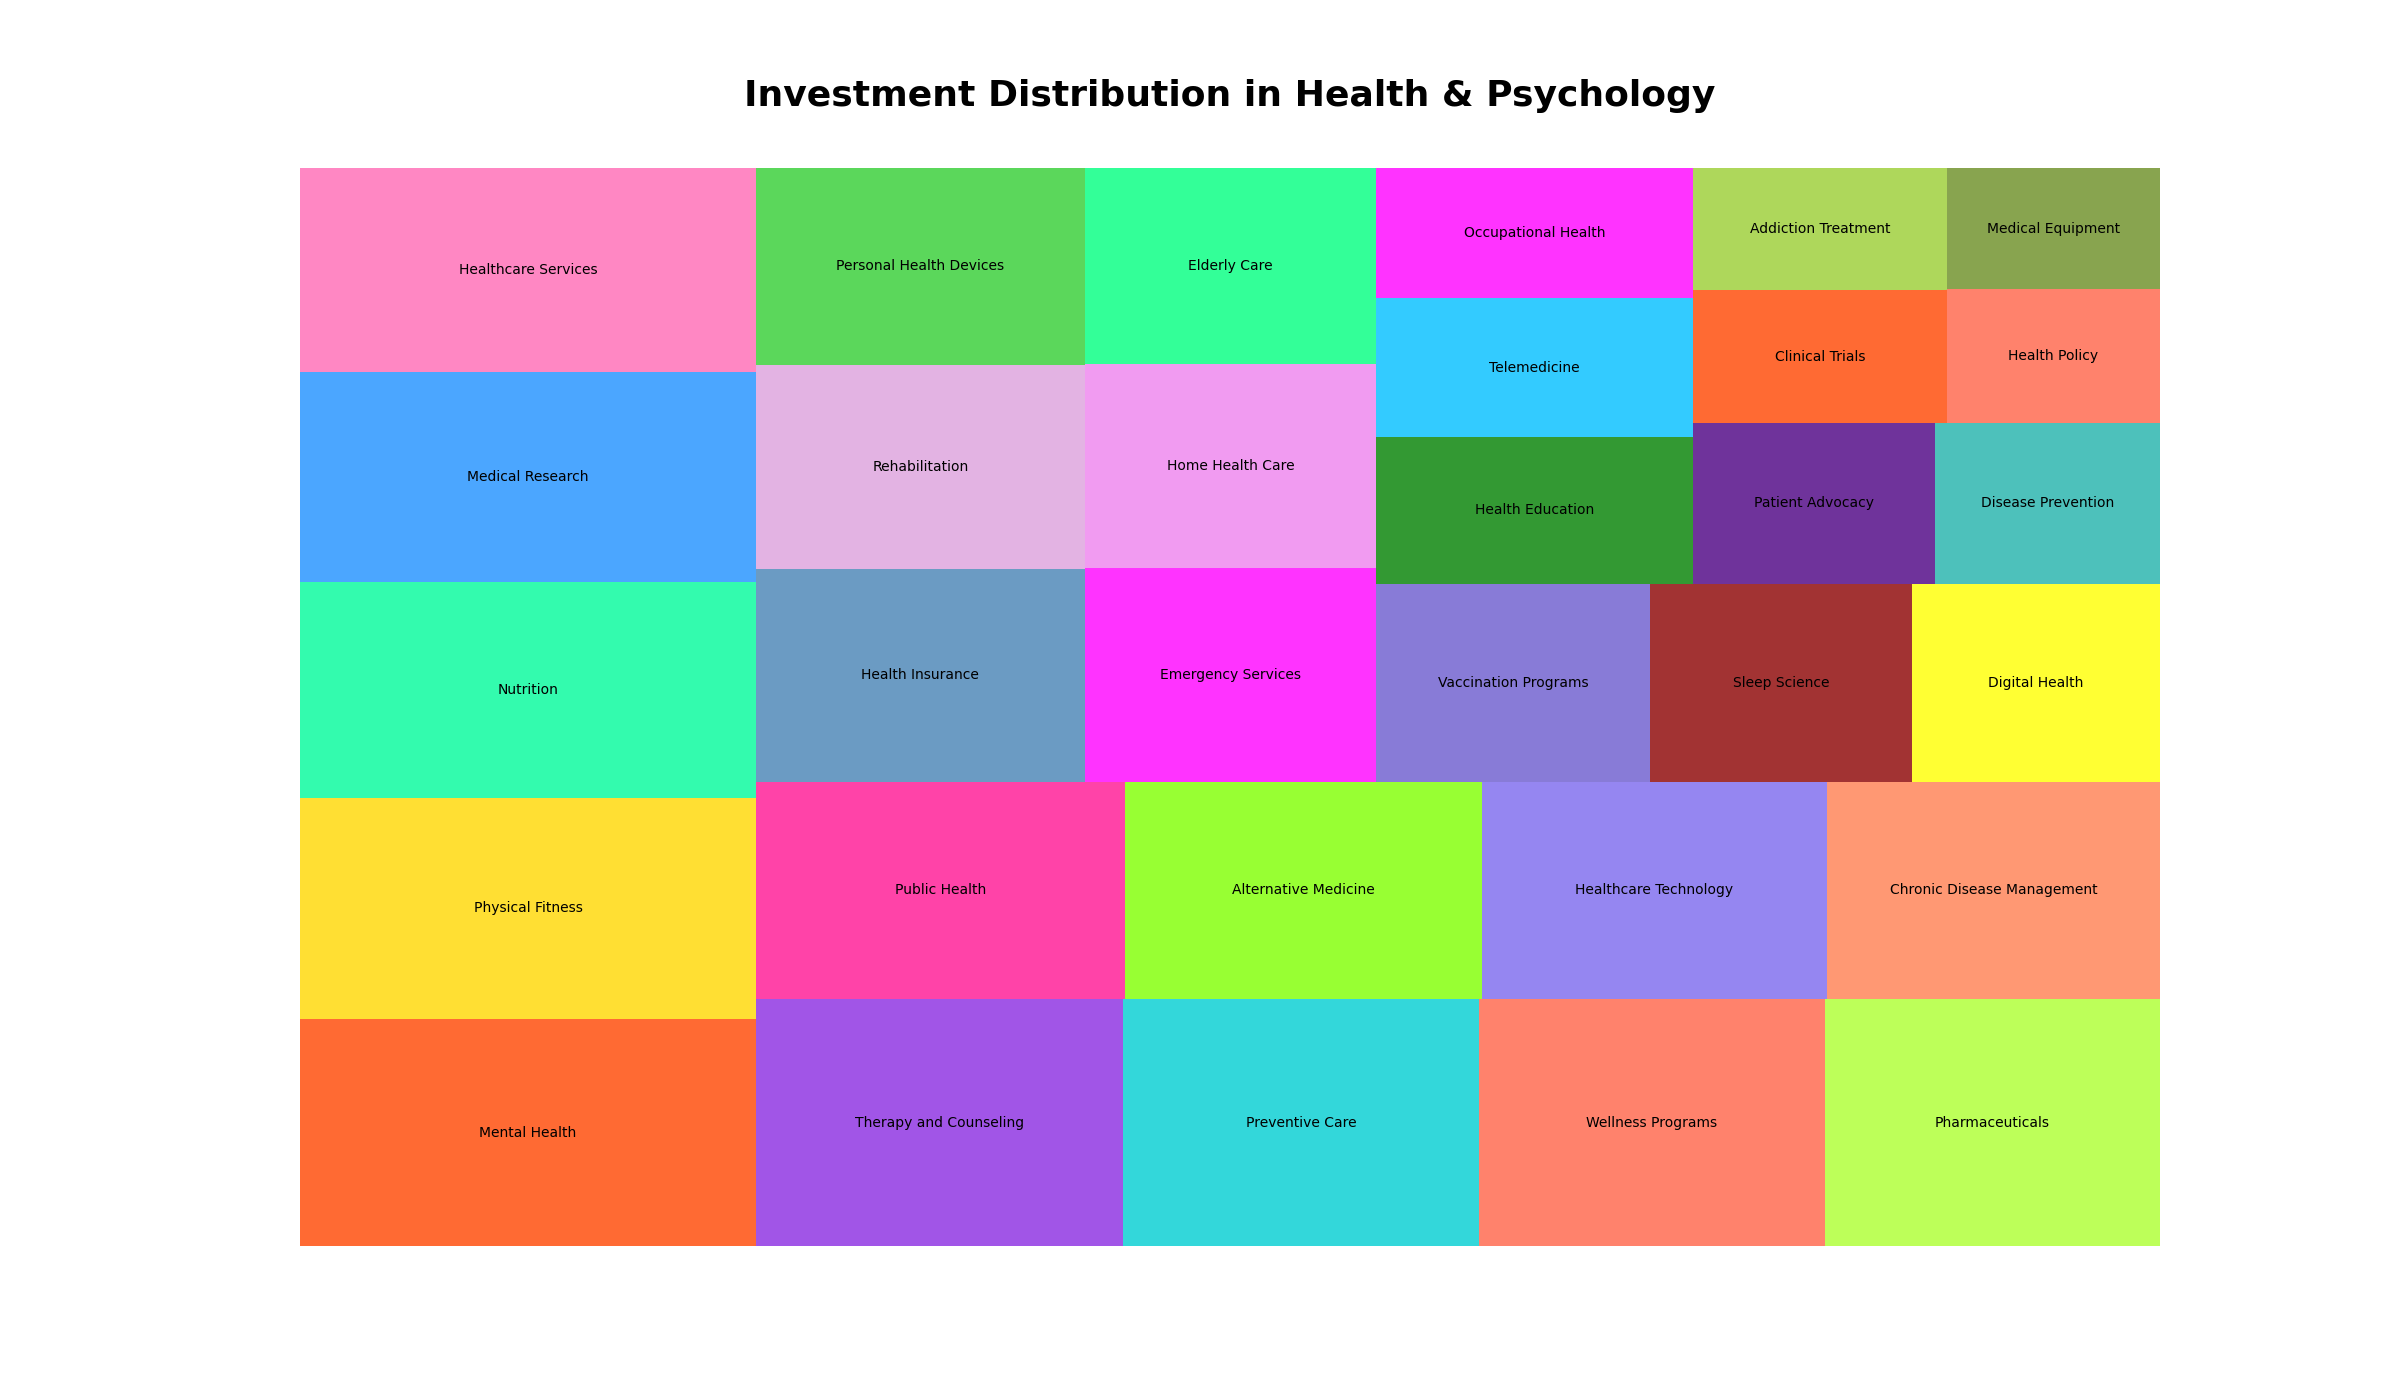 Investment Distribution in Health & Psychology
Healthcare Services
Medical Research
Nutrition
Physical Fitness
Mental Health
Personal Health Devices
Rehabilitation
Health Insurance
Elderly Care
Home Health Care
Emergency Services
Occupational Health
Telemedicine
Health Education
Addiction Treatment
Medical Equipment
Clinical Trials
Health Policy
Patient Advocacy
Disease Prevention
Vaccination Programs
Sleep Science
Digital Health
Public Health
Alternative Medicine
Healthcare Technology
Chronic Disease Management
Therapy and Counseling
Preventive Care
Wellness Programs
Pharmaceuticals